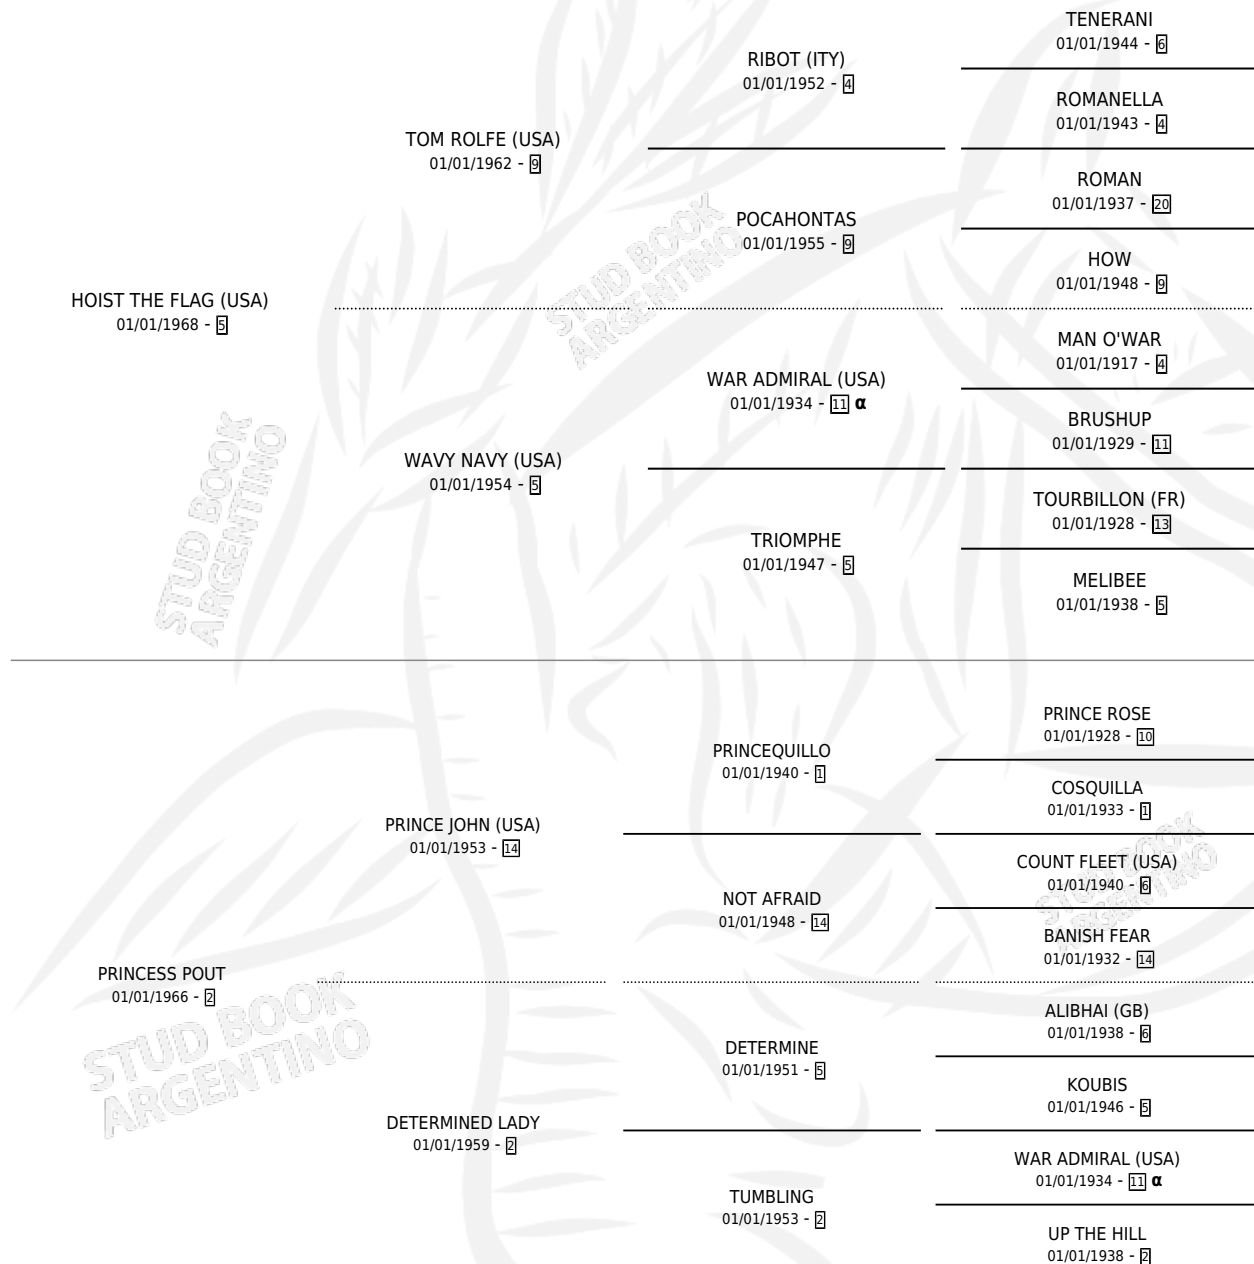 TENERANI
01/01/1944 - 6
RIBOT (ITY)
01/01/1952 - 4
ROMANELLA
01/01/1943 - 4
TOM ROLFE (USA)
01/01/1962 - 9
ROMAN
01/01/1937 - 20
POCAHONTAS
01/01/1955 - 9
HOW
01/01/1948 - 9
HOIST THE FLAG (USA)
01/01/1968 - 5
MAN O'WAR
01/01/1917 - 4
WAR ADMIRAL (USA)
01/01/1934 - 11 α
BRUSHUP
01/01/1929 - 11
WAVY NAVY (USA)
01/01/1954 - 5
TOURBILLON (FR)
01/01/1928 - 13
TRIOMPHE
01/01/1947 - 5
MELIBEE
01/01/1938 - 5
PRINCE ROSE
01/01/1928 - 10
PRINCEQUILLO
01/01/1940 - 1
COSQUILLA
01/01/1933 - 1
PRINCE JOHN (USA)
01/01/1953 - 14
COUNT FLEET (USA)
01/01/1940 - 6
NOT AFRAID
01/01/1948 - 14
BANISH FEAR
01/01/1932 - 14
PRINCESS POUT
01/01/1966 - 2
ALIBHAI (GB)
01/01/1938 - 6
DETERMINE
01/01/1951 - 5
KOUBIS
01/01/1946 - 5
DETERMINED LADY
01/01/1959 - 2
WAR ADMIRAL (USA)
01/01/1934 - 11 α
TUMBLING
01/01/1953 - 2
UP THE HILL
01/01/1938 - 2
STUD BOOK
ARGENTINO
STUD BOOK
ARGENTINO
STUD BOOK
ARGENTINO
STUD BOOK
ARGENTINO